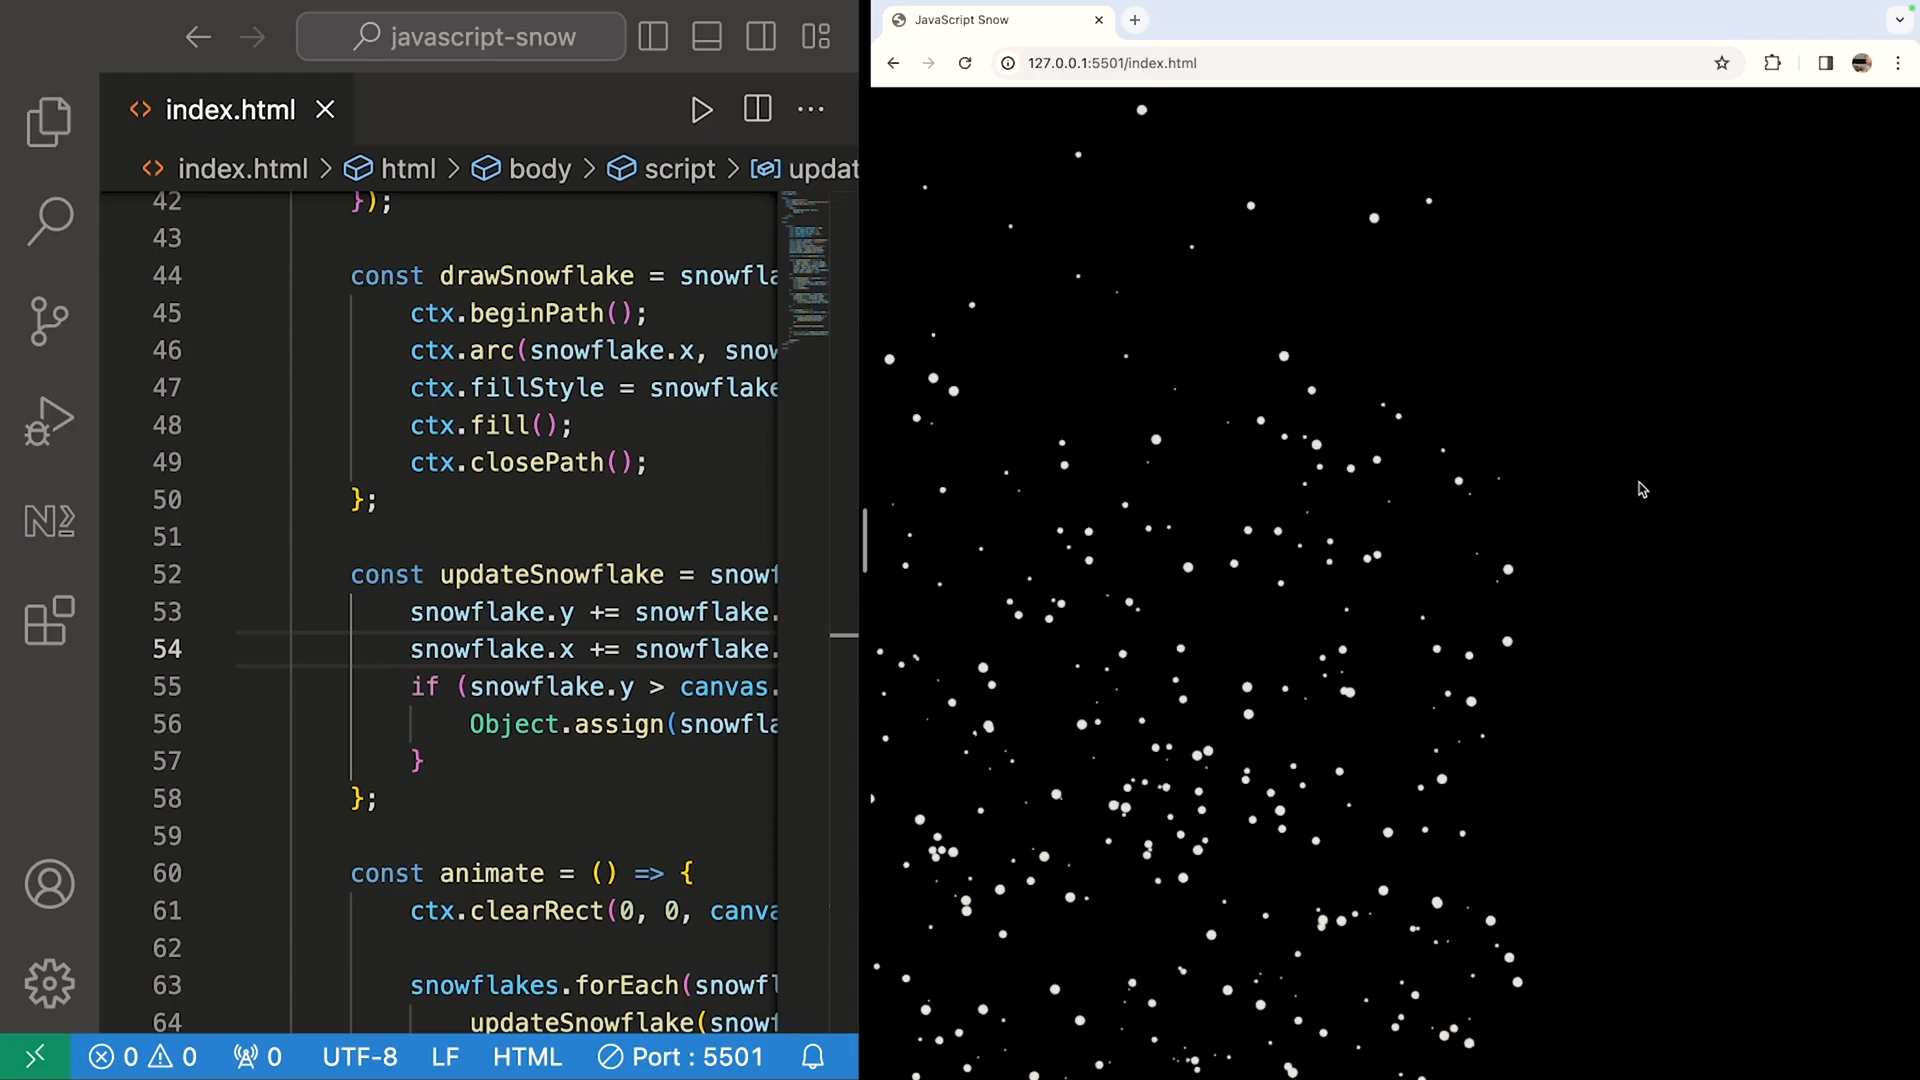 javascript-snow
index.html
index.html > html > body > script > updat
42 });
43
44 const drawSnowflake = snowfla
45 ctx.beginPath();
46 ctx.arc(snowflake.x, snow
47 ctx.fillStyle = snowflake
48 ctx.fill();
49 ctx.closePath();
50 };
51
52 const updateSnowflake = snowf
53 snowflake.y += snowflake.
54 snowflake.x += snowflake.
55 if (snowflake.y > canvas.
56 Object.assign(snowfla
57 }
58 };
59
60 const animate = () => {
61 ctx.clearRect(0, 0, canva
62
63 snowflakes.forEach(snowfl
64 updateSnowflake(snowf
0 0 0 UTF-8 LF HTML Port : 5501
JavaScript Snow
127.0.0.1:5501/index.html